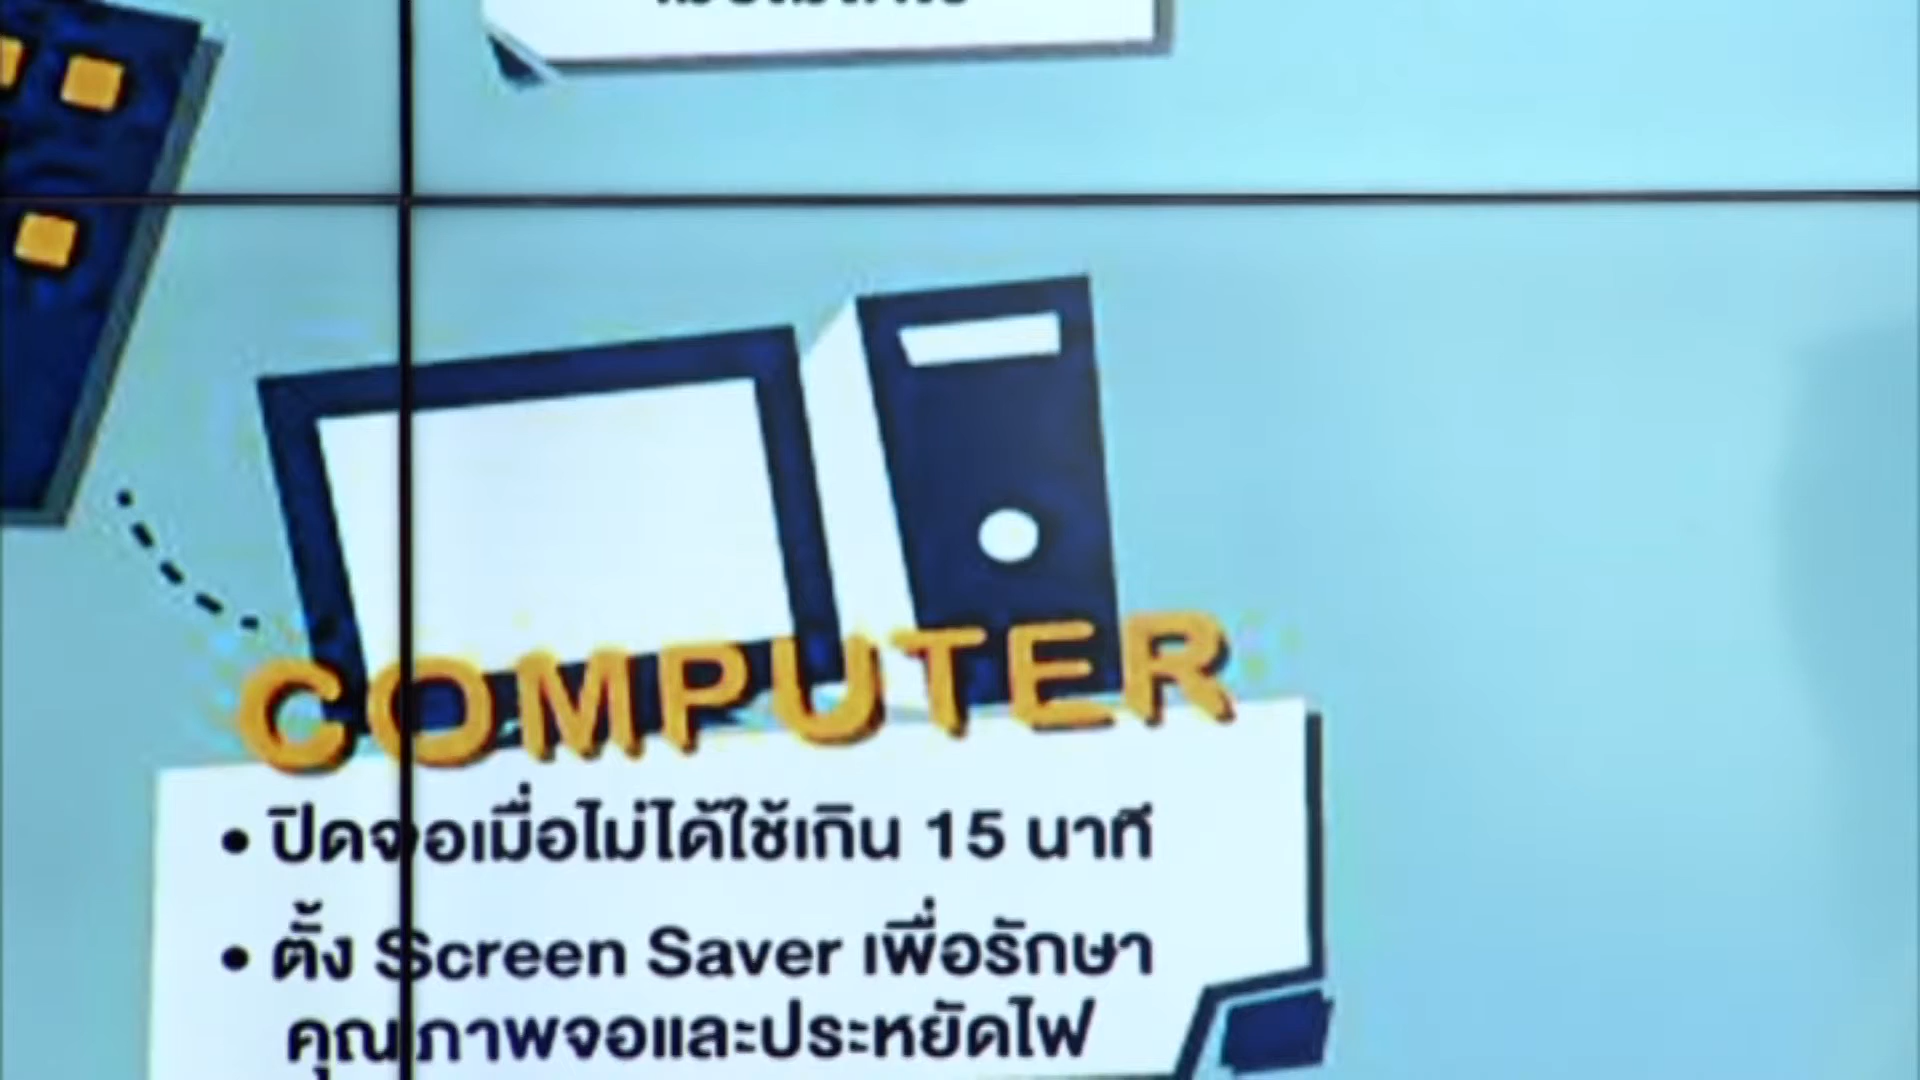 COMPUTER
• ปิดจอเมื่อไม่ได้ใช้เกิน 15 นาที
• ตั้ง Screen Saver เพื่อรักษา
คุณภาพจอและประหยัดไฟ